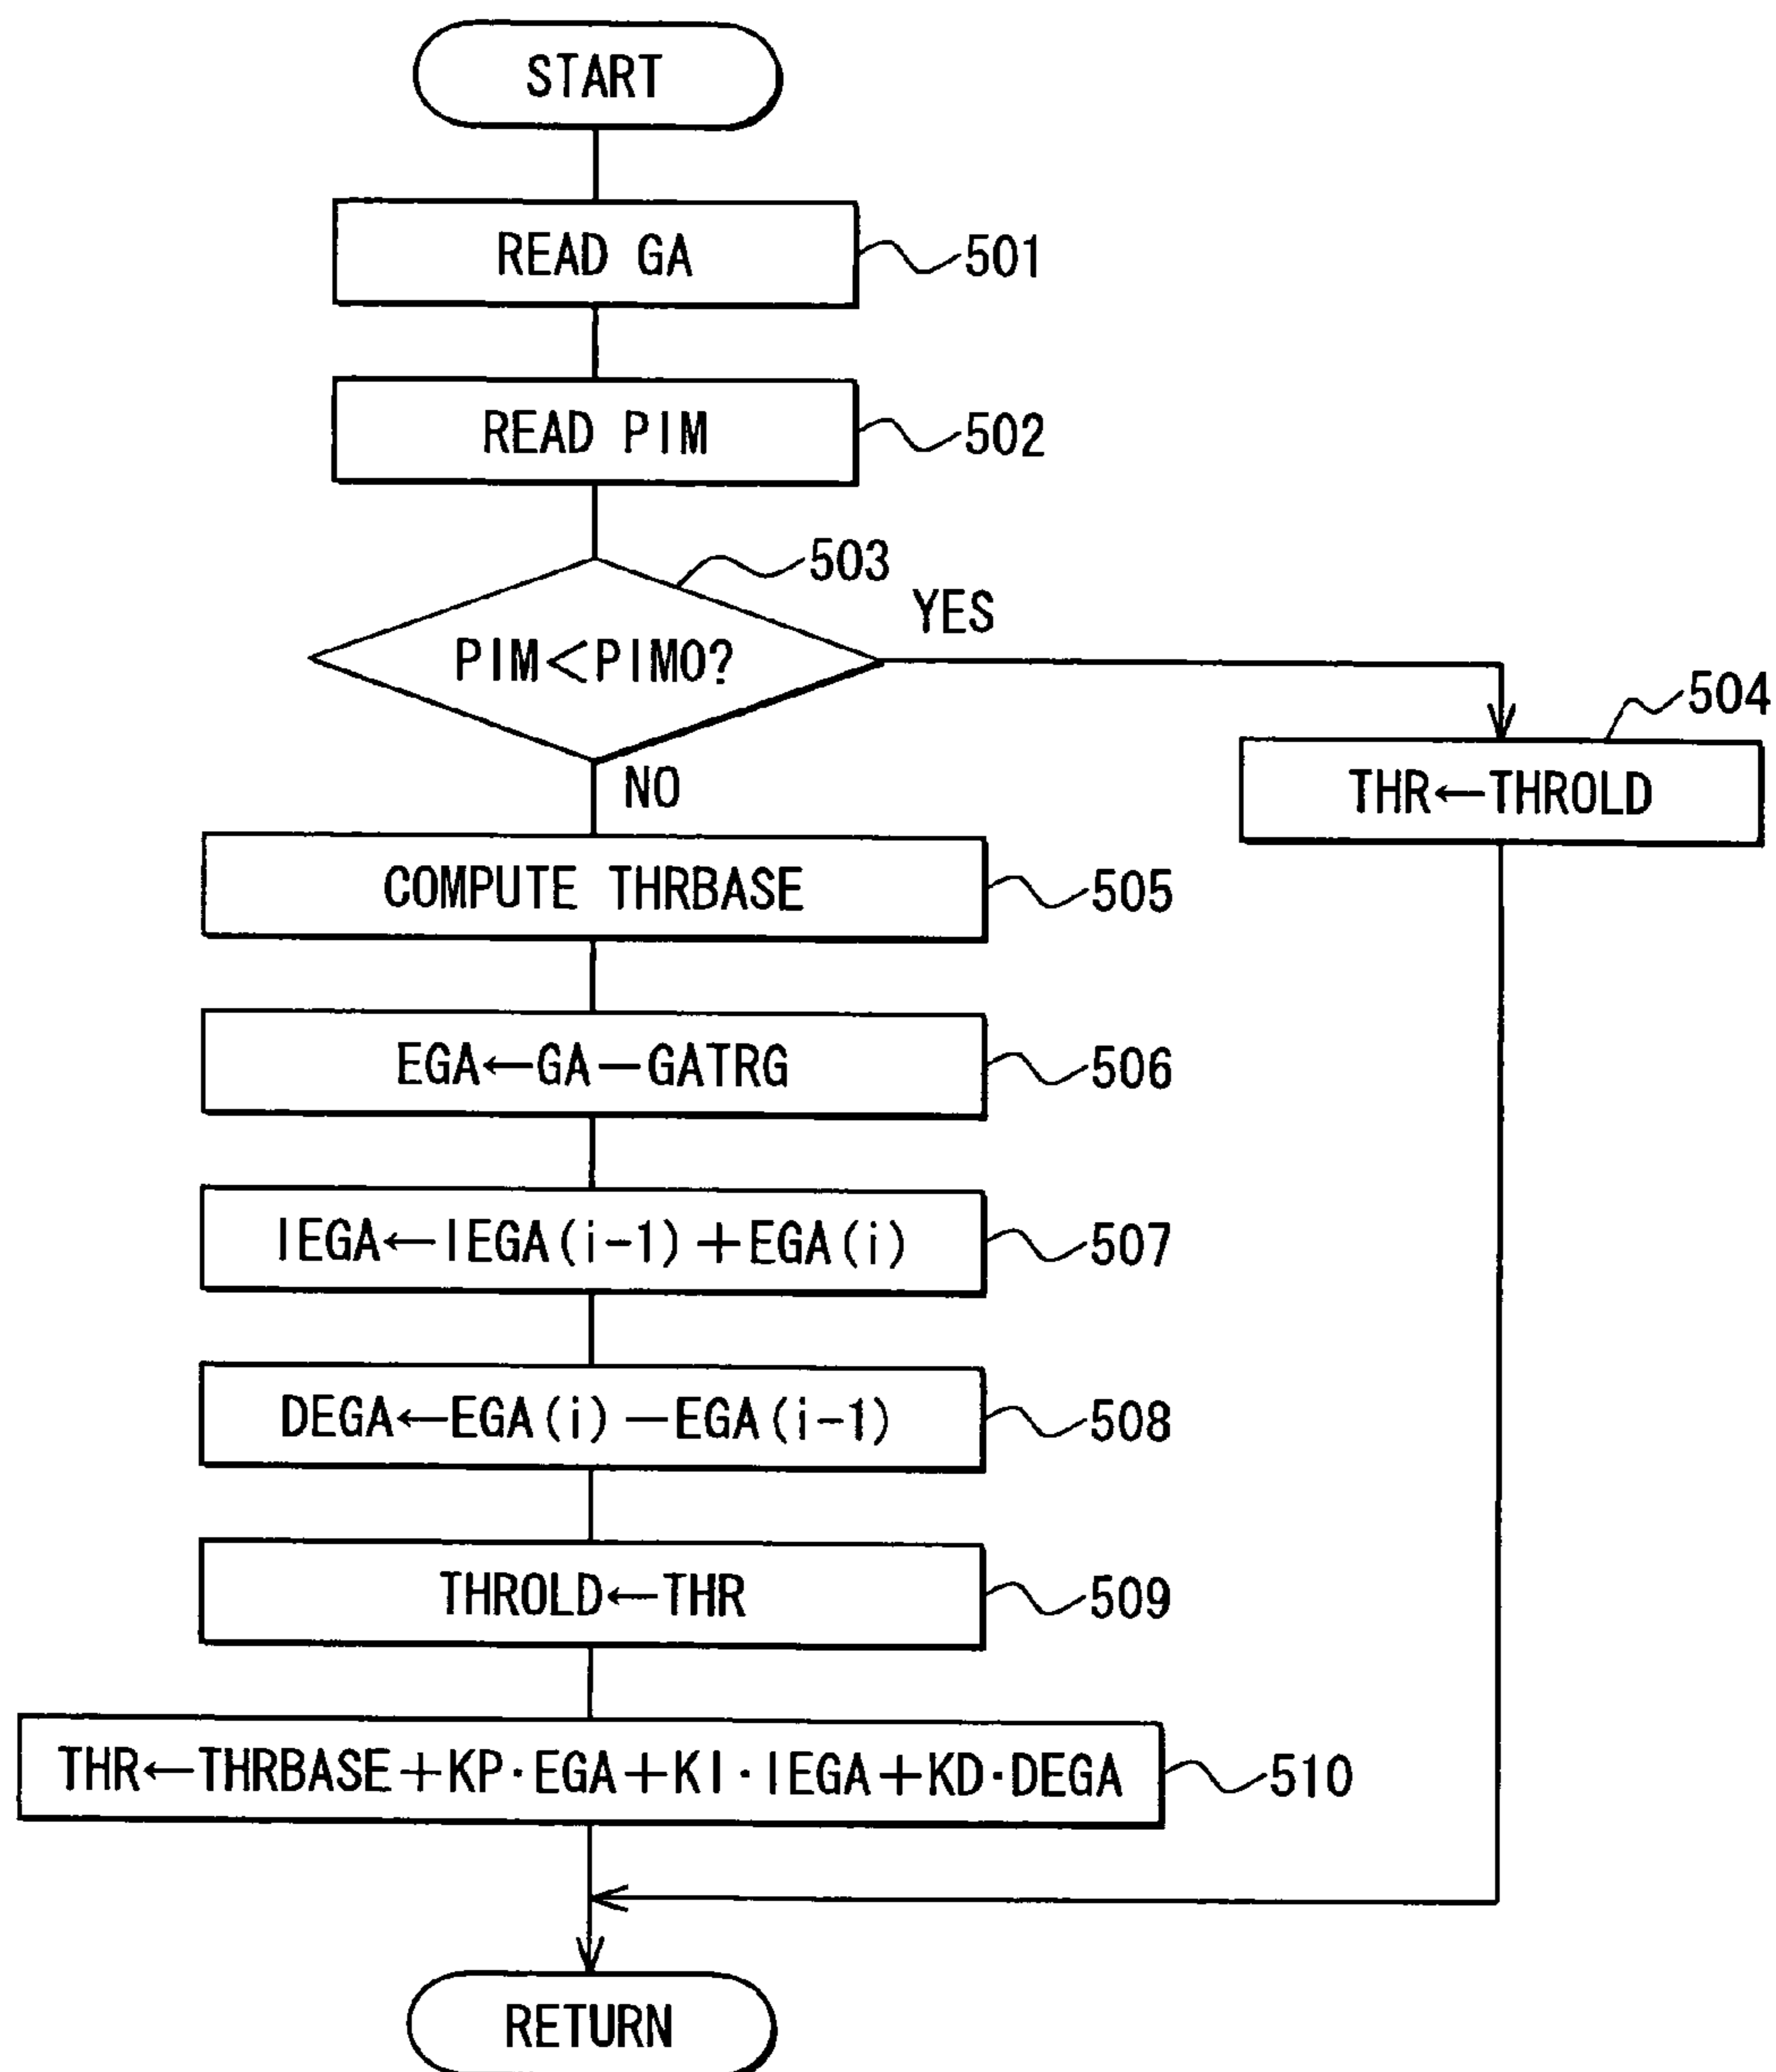 START
READ GA
501
READ PIM
502
503
PIM<PIM0?
YES
504
THR←THROLD
NO
COMPUTE THRBASE
505
EGA←GA−GATRG
506
IEGA←IEGA(i-1)+EGA(i)
507
DEGA←EGA(i)−EGA(i-1)
508
THROLD←THR
509
THR←THRBASE+KP·EGA+KI·IEGA+KD·DEGA
510
RETURN